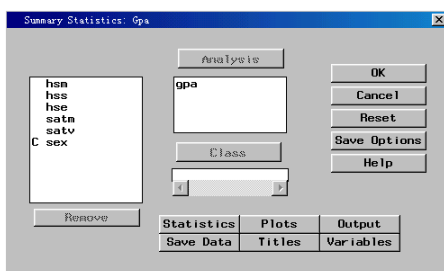 Summary Statistics: Gpa
Analysis
hsm
hss
hse
satm
satv
C sex
gpa
Class
Remove
OK
Cancel
Reset
Save Options
Help
Statistics Plots Output
Save Data Titles Variables